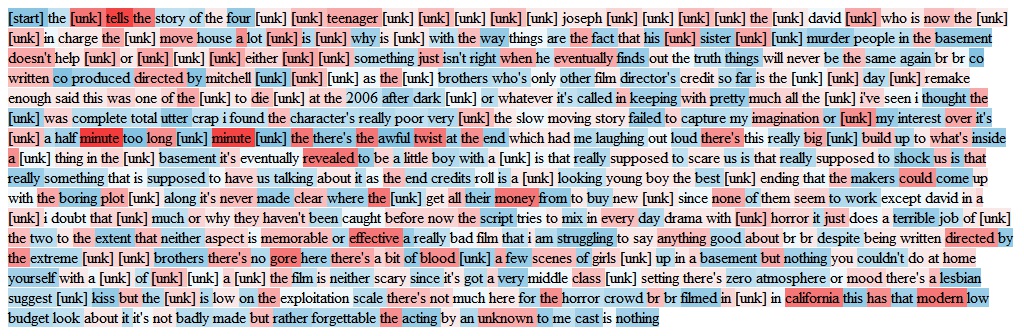 [start] the [unk] tells the story of the four [unk] [unk] teenager [unk] [unk] [unk] [unk] [unk] joseph [unk] [unk] [unk] [unk] the [unk] david [unk] who is now the [unk]
[unk] in charge the [unk] move house a lot [unk] is [unk] why is [unk] with the way things are the fact that his [unk] sister [unk] [unk] murder people in the basement
doesn't help [unk] or [unk] [unk] [unk] either [unk] [unk] something just isn't right when he eventually finds out the truth things will never be the same again br br co
written co produced directed by mitchell [unk] [unk] [unk] as the [unk] brothers who's only other film director's credit so far is the [unk] [unk] day [unk] remake
enough said this was one of the [unk] to die [unk] at the 2006 after dark [unk] or whatever it's called in keeping with pretty much all the [unk] i've seen i thought the
[unk] was complete total utter crap i found the character's really poor very [unk] the slow moving story failed to capture my imagination or [unk] my interest over it's
[unk] a half minute too long [unk] minute [unk] the there's the awful twist at the end which had me laughing out loud there's this really big [unk] build up to what's inside
a [unk] thing in the [unk] basement it's eventually revealed to be a little boy with a [unk] is that really supposed to scare us is that really supposed to shock us is that
really something that is supposed to have us talking about it as the end credits roll is a [unk] looking young boy the best [unk] ending that the makers could come up
with the boring plot [unk] along it's never made clear where the [unk] get all their money from to buy new [unk] since none of them seem to work except david in a
[unk] i doubt that [unk] much or why they haven't been caught before now the script tries to mix in every day drama with [unk] horror it just does a terrible job of [unk]
the two to the extent that neither aspect is memorable or effective a really bad film that i am struggling to say anything good about br br despite being written directed by
the extreme [unk] [unk] brothers there's no gore here there's a bit of blood [unk] a few scenes of girls [unk] up in a basement but nothing you couldn't do at home
yourself with a [unk] of [unk] [unk] a [unk] the film is neither scary since it's got a very middle class [unk] setting there's zero atmosphere or mood there's a lesbian
suggest [unk] kiss but the [unk] is low on the exploitation scale there's not much here for the horror crowd br br filmed in [unk] in california this has that modern low
budget look about it it's not badly made but rather forgettable the acting by an unknown to me cast is nothing